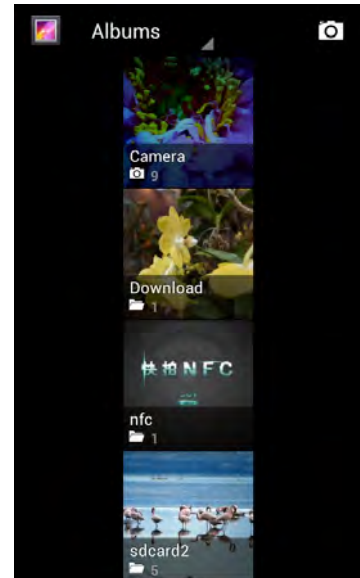 Albums
Camera
9
Download
1
快拍NFC
nfc
1
sdcard2
5